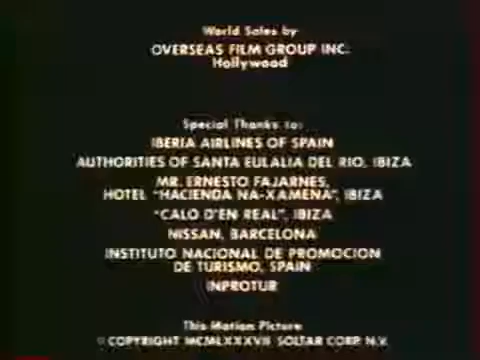 World Sales by
OVERSEAS FILM GROUP INC.
Hollywood
Special Thanks to:
IBERIA AIRLINES OF SPAIN
AUTHORITIES OF SANTA EULALIA DEL RIO, IBIZA
MR. ERNESTO FAJARNES,
HOTEL "HACIENDA NA-XAMENA", IBIZA
"CALO D'EN REAL", IBIZA
NISSAN, BARCELONA
INSTITUTO NACIONAL DE PROMOCION
DE TURISMO, SPAIN
INPROTUR
This Motion Picture
© COPYRIGHT MCMLXXXVII SOLTAR CORP. N.V.